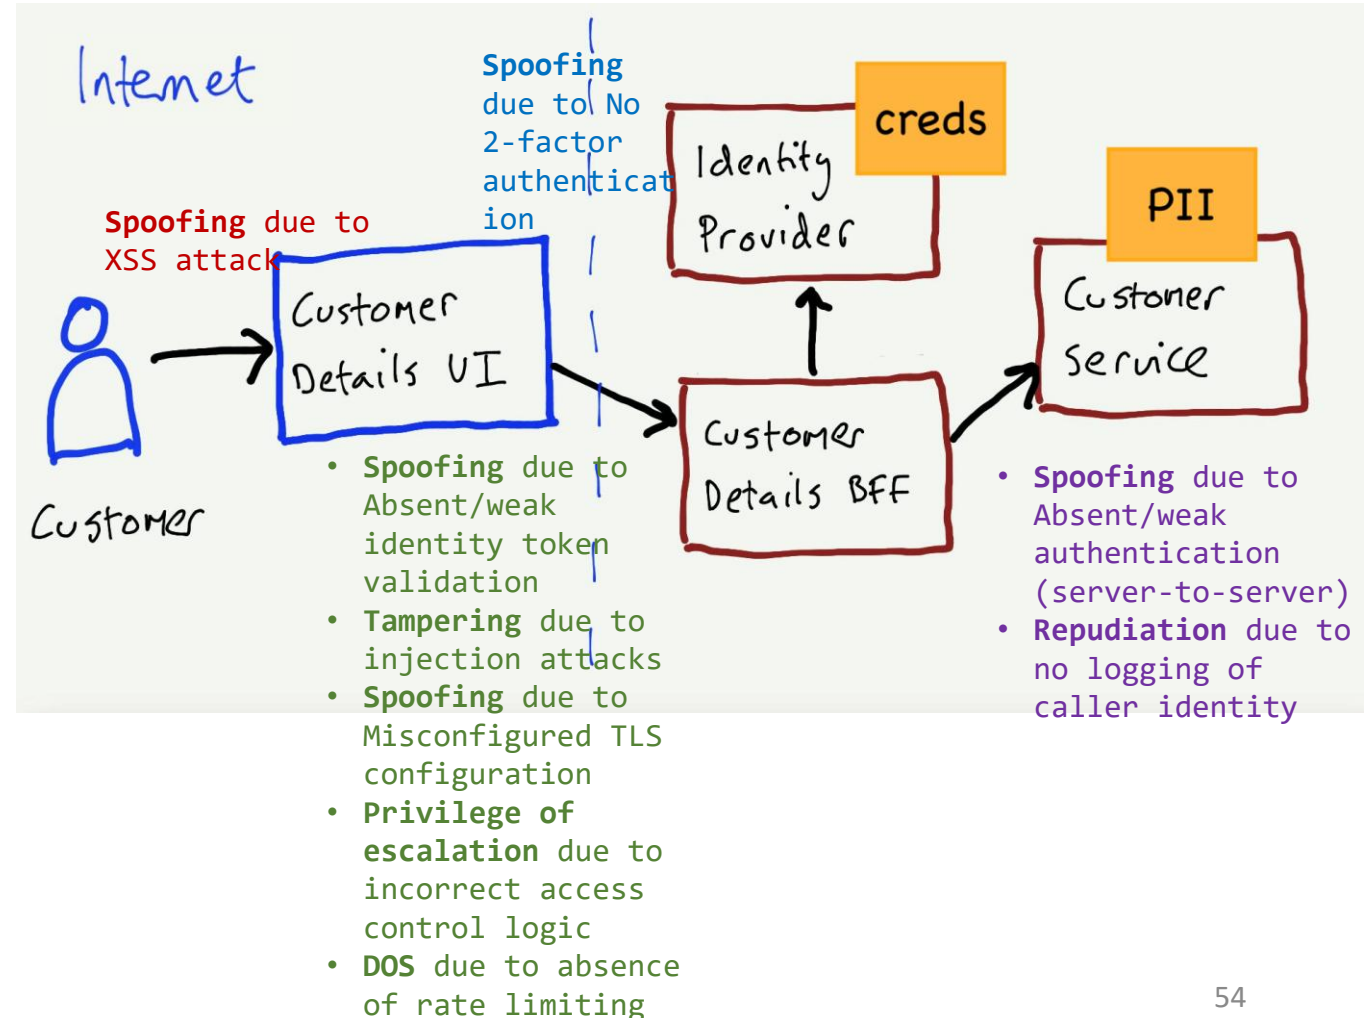 Internet
Spoofing
due to No
2-factor
authenticat
ion
creds
Identity
Provider
PII
Spoofing due to
XSS attack
Customer
Details UI
Customer
Service
Customer
Customer
Details BFF
• Spoofing due to
Absent/weak
identity token
validation
• Tampering due to
injection attacks
• Spoofing due to
Misconfigured TLS
configuration
• Privilege of
escalation due to
incorrect access
control logic
• DOS due to absence
of rate limiting
• Spoofing due to
Absent/weak
authentication
(server-to-server)
• Repudiation due to
no logging of
caller identity
54